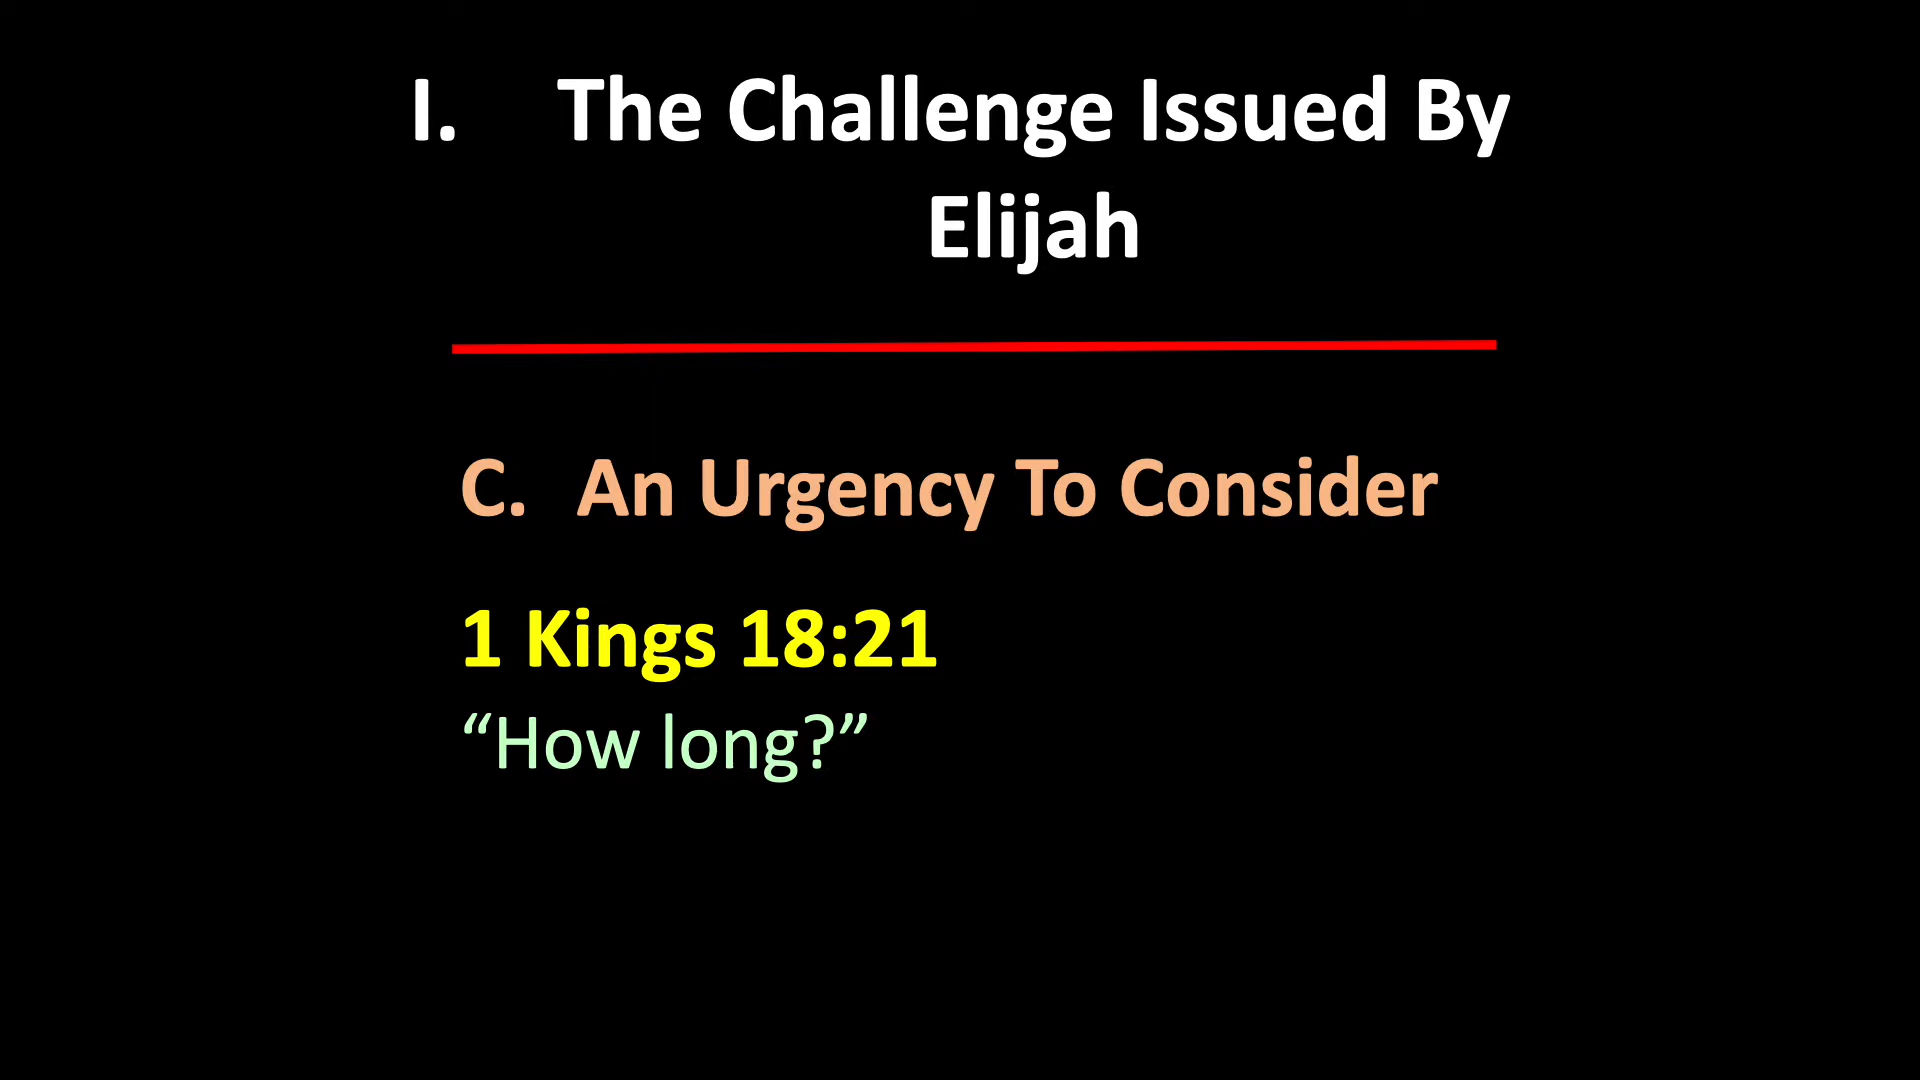 I. The Challenge Issued By
Elijah
C. An Urgency To Consider
1 Kings 18:21
“How long?”